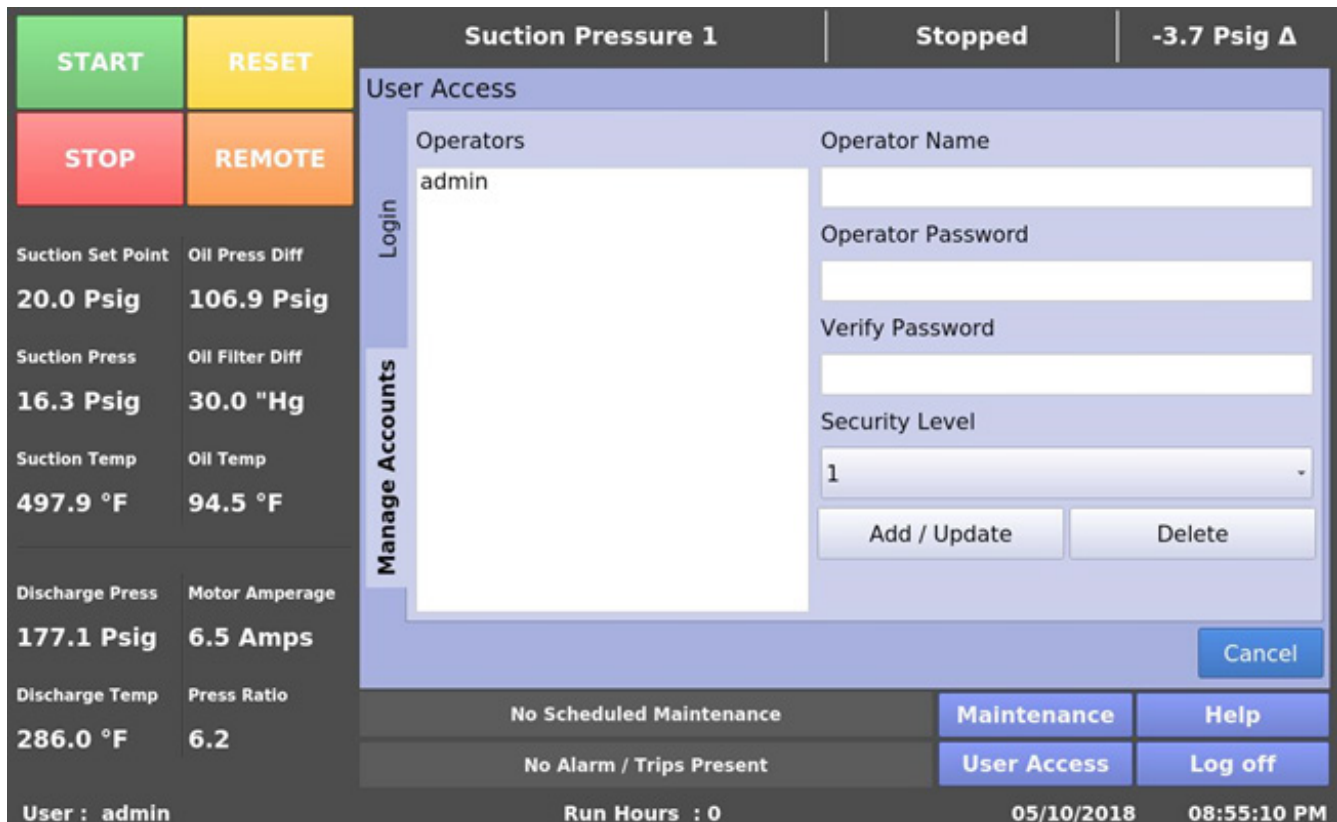 START
RESET
STOP
REMOTE
Suction Set Point
Oil Press Diff
20.0 Psig
106.9 Psig
Suction Press
Oil Filter Diff
16.3 Psig
30.0 "Hg
Suction Temp
Oil Temp
497.9 °F
94.5 °F
Discharge Press
Motor Amperage
177.1 Psig
6.5 Amps
Discharge Temp
Press Ratio
286.0 °F
6.2
Suction Pressure 1
Stopped
-3.7 Psig Δ
User Access
Login
Manage Accounts
Operators
admin
Operator Name
Operator Password
Verify Password
Security Level
1
Add / Update
Delete
Cancel
No Scheduled Maintenance
Maintenance
Help
No Alarm / Trips Present
User Access
Log off
User : admin
Run Hours : 0
05/10/2018
08:55:10 PM